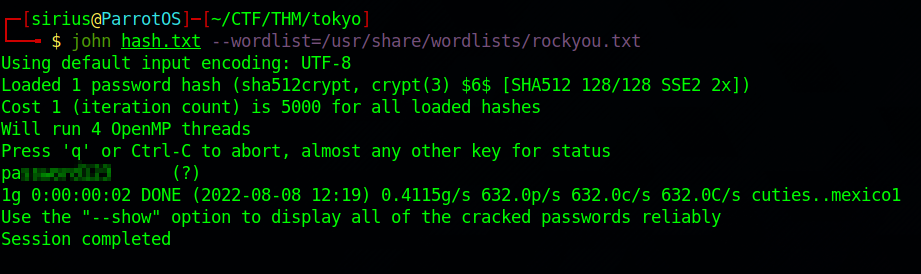 [sirius@ParrotOS]-[~/CTF/THM/tokyo]
$ john hash.txt --wordlist=/usr/share/wordlists/rockyou.txt
Using default input encoding: UTF-8
Loaded 1 password hash (sha512crypt, crypt(3) $6$ [SHA512 128/128 SSE2 2x])
Cost 1 (iteration count) is 5000 for all loaded hashes
Will run 4 OpenMP threads
Press 'q' or Ctrl-C to abort, almost any other key for status
(?)
1g 0:00:00:02 DONE (2022-08-08 12:19) 0.4115g/s 632.0p/s 632.0c/s 632.0C/s cuties..mexico1
Use the "--show" option to display all of the cracked passwords reliably
Session completed